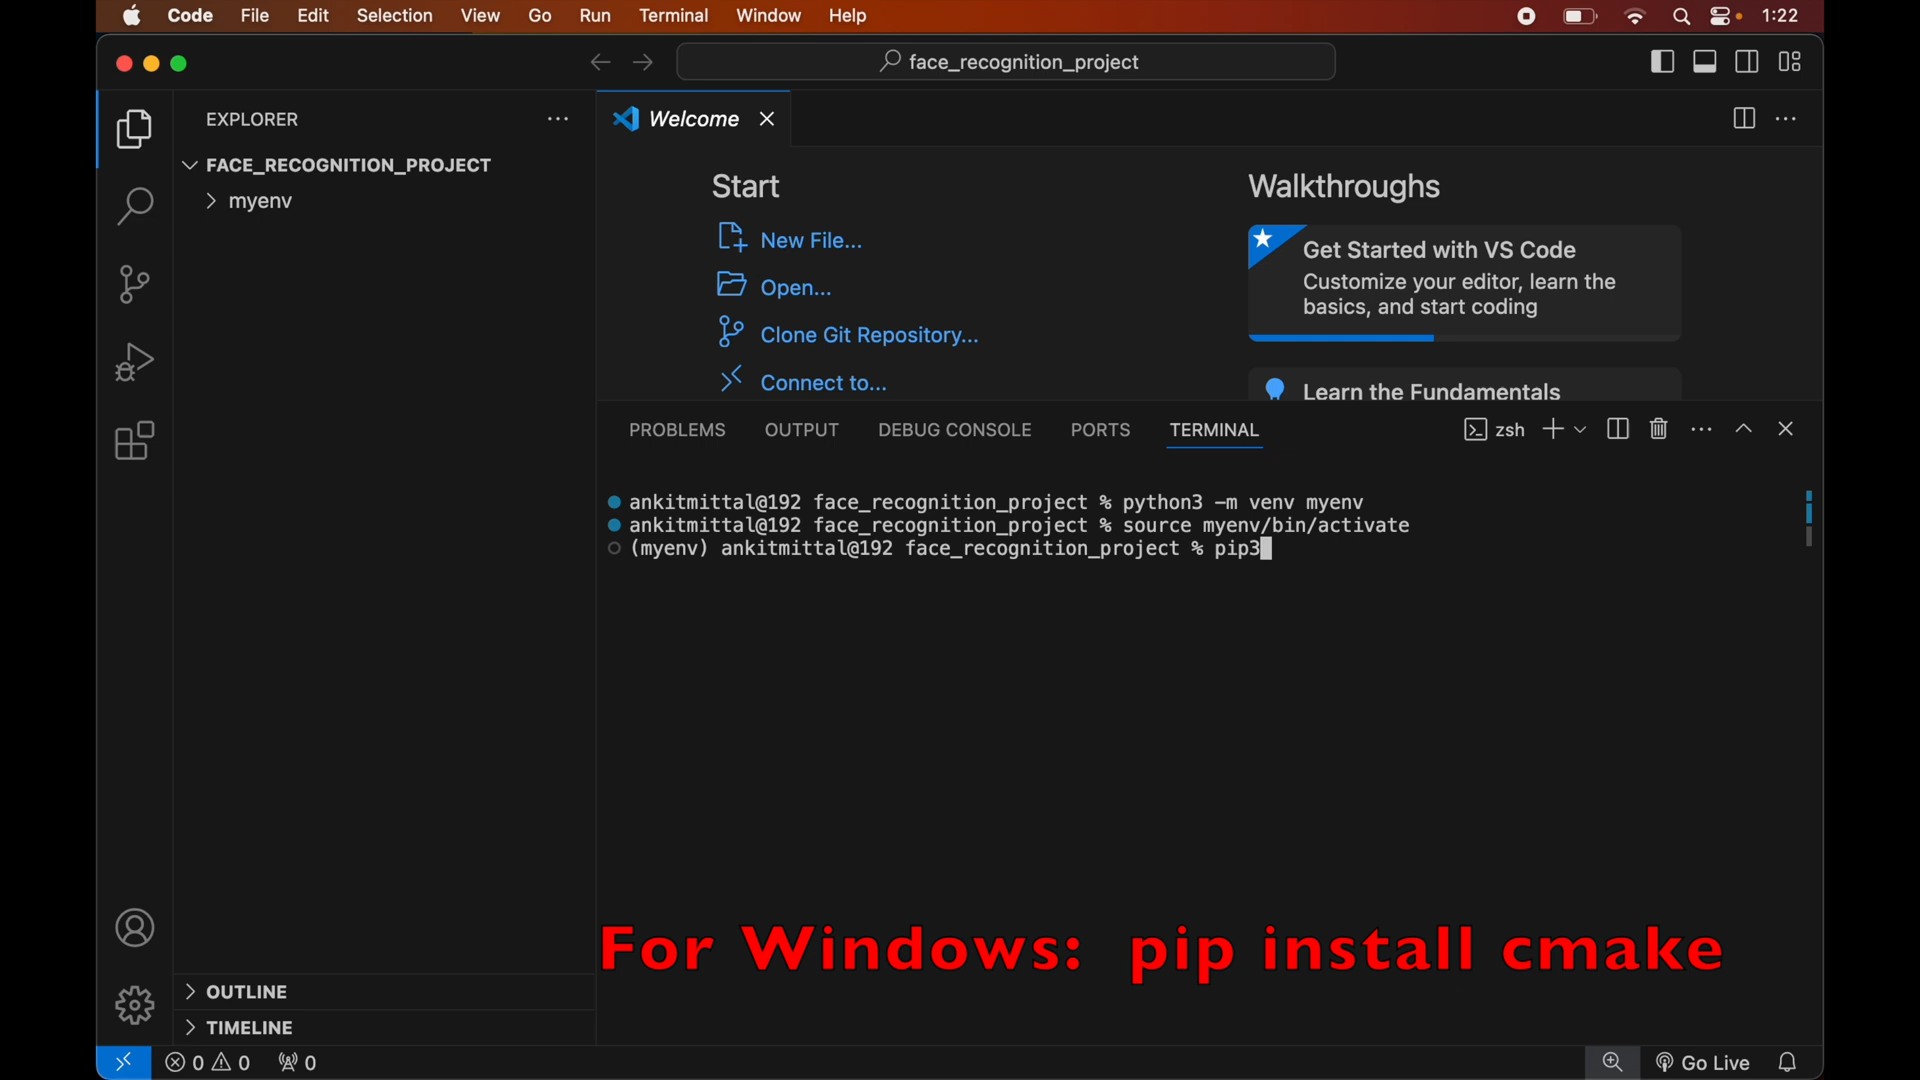 Code File Edit Selection View Go Run Terminal Window Help 1:22
face_recognition_project
EXPLORER
FACE_RECOGNITION_PROJECT
myenv
Welcome
Start
New File...
Open...
Clone Git Repository...
Connect to...
Walkthroughs
Get Started with VS Code
Customize your editor, learn the
basics, and start coding
Learn the Fundamentals
PROBLEMS OUTPUT DEBUG CONSOLE PORTS TERMINAL zsh
ankitmittal@192 face_recognition_project % python3 -m venv myenv
ankitmittal@192 face_recognition_project % source myenv/bin/activate
(myenv) ankitmittal@192 face_recognition_project % pip3
For Windows: pip install cmake
OUTLINE
TIMELINE
0 0 0 Go Live